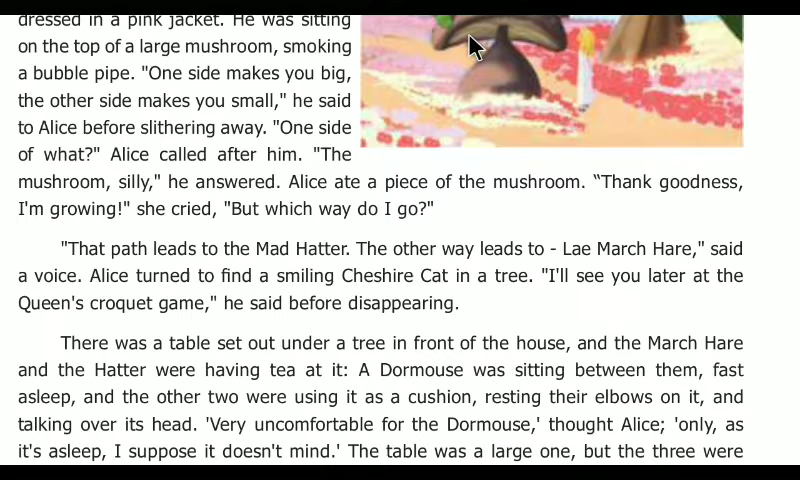 dressed in a pink jacket. He was sitting
on the top of a large mushroom, smoking
a bubble pipe. "One side makes you big,
the other side makes you small," he said
to Alice before slithering away. "One side
of what?" Alice called after him. "The
mushroom, silly," he answered. Alice ate a piece of the mushroom. “Thank goodness,
I'm growing!" she cried, "But which way do I go?"
"That path leads to the Mad Hatter. The other way leads to - Lae March Hare," said
a voice. Alice turned to find a smiling Cheshire Cat in a tree. "I'll see you later at the
Queen's croquet game," he said before disappearing.
There was a table set out under a tree in front of the house, and the March Hare
and the Hatter were having tea at it: A Dormouse was sitting between them, fast
asleep, and the other two were using it as a cushion, resting their elbows on it, and
talking over its head. 'Very uncomfortable for the Dormouse,' thought Alice; 'only, as
it's asleep, I suppose it doesn't mind.' The table was a large one, but the three were